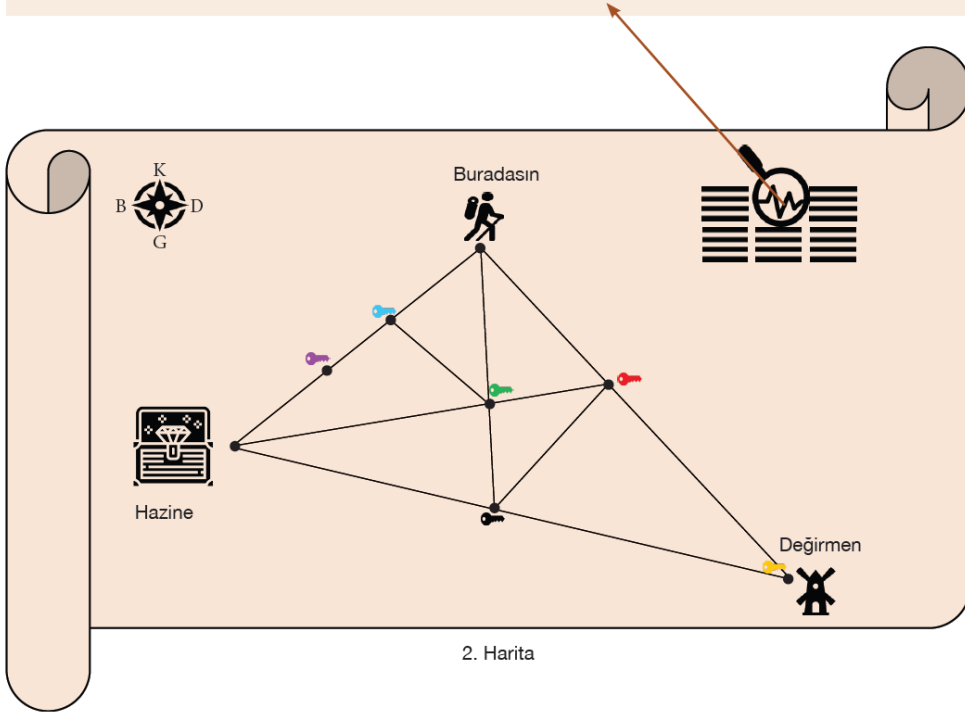 K
B D
G
Buradasın
Hazine
Değirmen
2. Harita